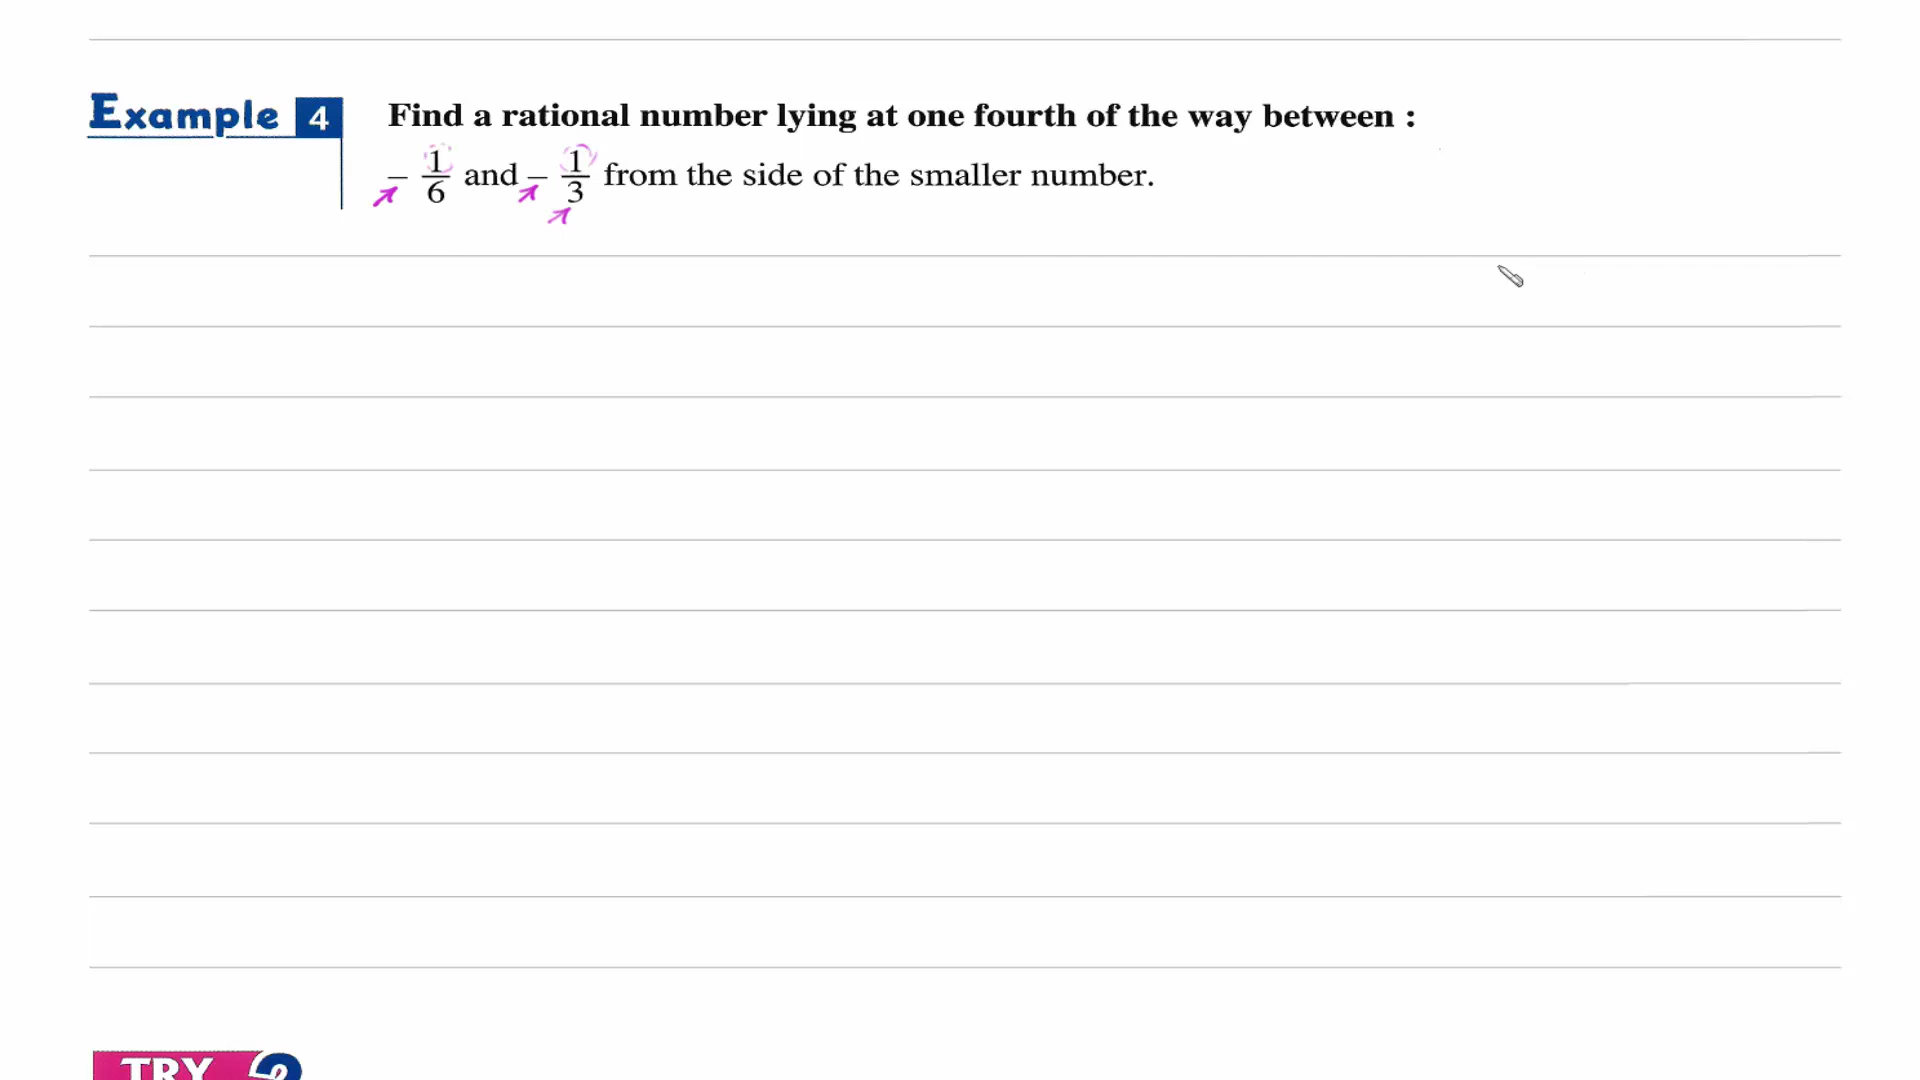 Example 4 Find a rational number lying at one fourth of the way between :
− 1/6 and − 1/3 from the side of the smaller number.
TRY